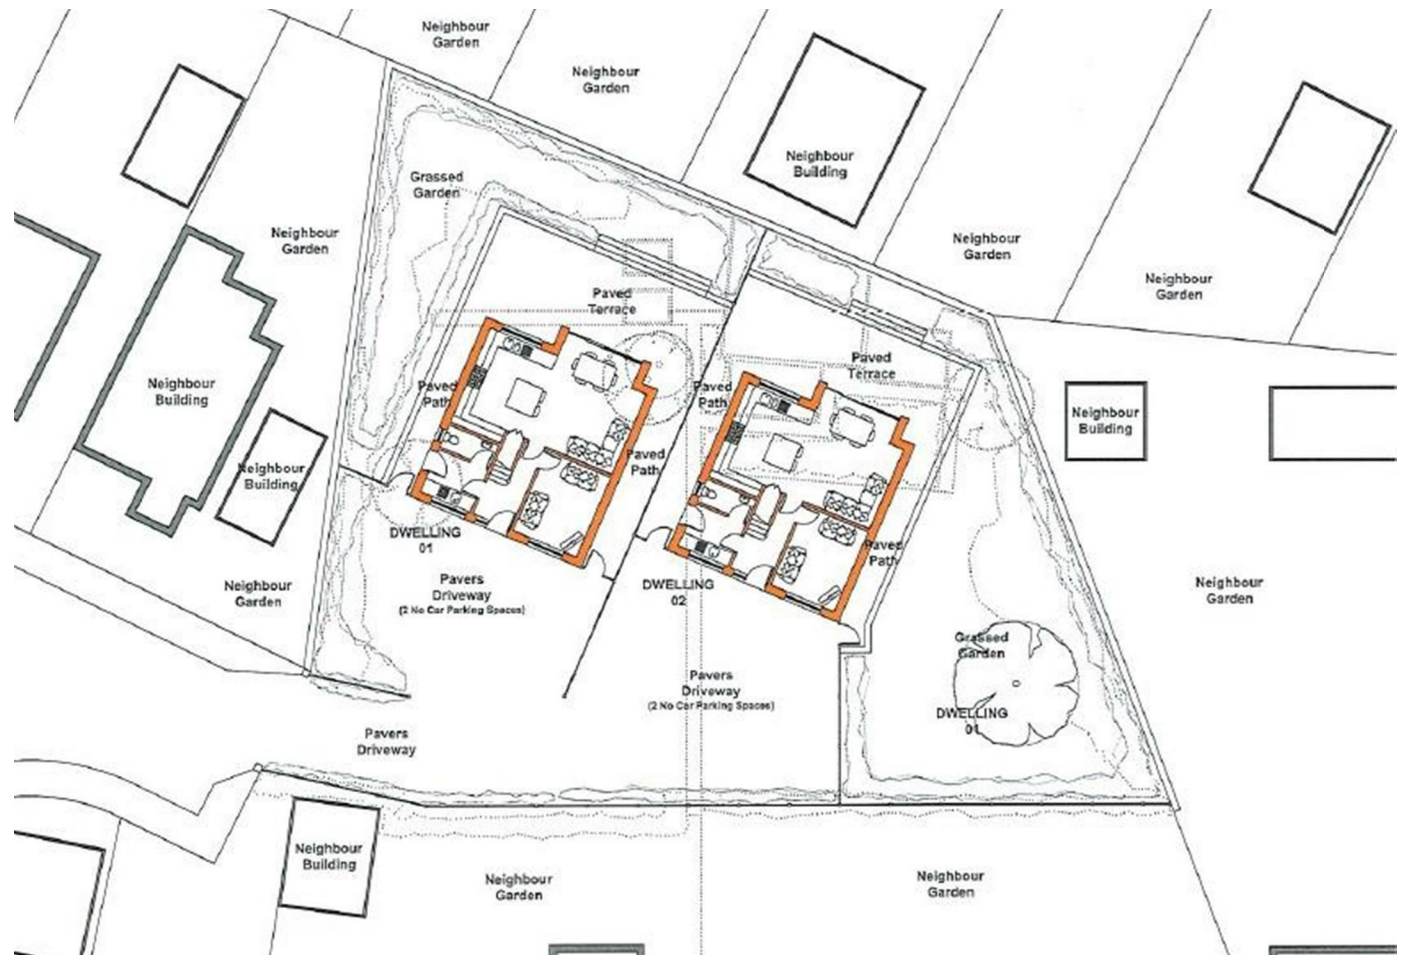 Neighbour
Garden
Neighbour
Garden
Neighbour
Building
Grassed
Garden
Neighbour
Garden
Neighbour
Garden
Neighbour
Garden
Paved
Terrace
Paved
Terrace
Neighbour
Building
Paved
Path
Paved
Path
Neighbour
Building
Neighbour
Building
Paved
Path
DWELLING
01
Paved
Path
Pavers
Driveway
(2 No Car Parking Spaces)
DWELLING
02
Neighbour
Garden
Neighbour
Garden
Grassed
Garden
Pavers
Driveway
(2 No Car Parking Spaces)
DWELLING
01
Pavers
Driveway
Neighbour
Building
Neighbour
Garden
Neighbour
Garden